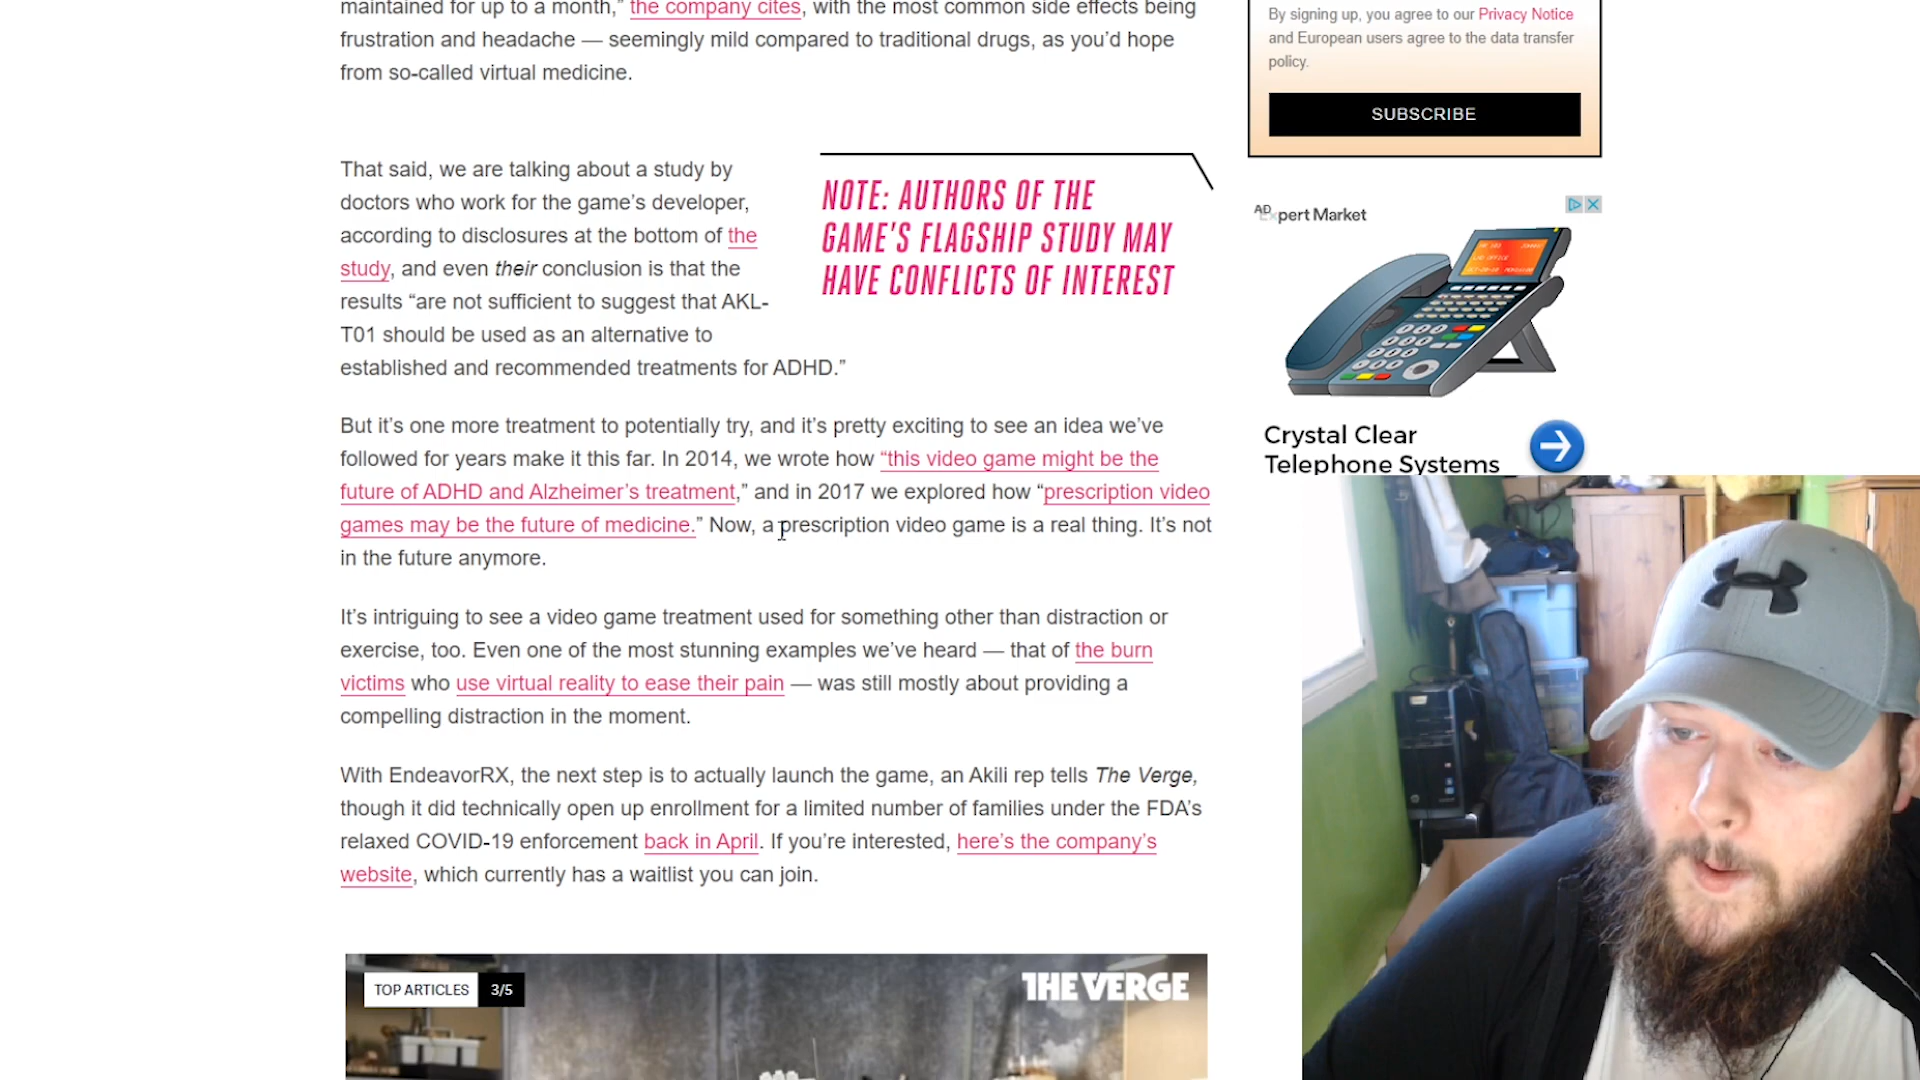 maintained for up to a month,” the company cites, with the most common side effects being
frustration and headache — seemingly mild compared to traditional drugs, as you’d hope
from so-called virtual medicine.
That said, we are talking about a study by
doctors who work for the game’s developer,
according to disclosures at the bottom of the
study, and even their conclusion is that the
results “are not sufficient to suggest that AKL-
T01 should be used as an alternative to
established and recommended treatments for ADHD.”
NOTE: AUTHORS OF THE
GAME’S FLAGSHIP STUDY MAY
HAVE CONFLICTS OF INTEREST
But it’s one more treatment to potentially try, and it’s pretty exciting to see an idea we’ve
followed for years make it this far. In 2014, we wrote how “this video game might be the
future of ADHD and Alzheimer’s treatment,” and in 2017 we explored how “prescription video
games may be the future of medicine.” Now, a prescription video game is a real thing. It’s not
in the future anymore.
It’s intriguing to see a video game treatment used for something other than distraction or
exercise, too. Even one of the most stunning examples we’ve heard — that of the burn
victims who use virtual reality to ease their pain — was still mostly about providing a
compelling distraction in the moment.
With EndeavorRX, the next step is to actually launch the game, an Akili rep tells The Verge,
though it did technically open up enrollment for a limited number of families under the FDA’s
relaxed COVID-19 enforcement back in April. If you’re interested, here’s the company’s
website, which currently has a waitlist you can join.
TOP ARTICLES 3/5
THE VERGE
By signing up, you agree to our Privacy Notice
and European users agree to the data transfer
policy.
SUBSCRIBE
AD
Expert Market
Crystal Clear
Telephone Systems